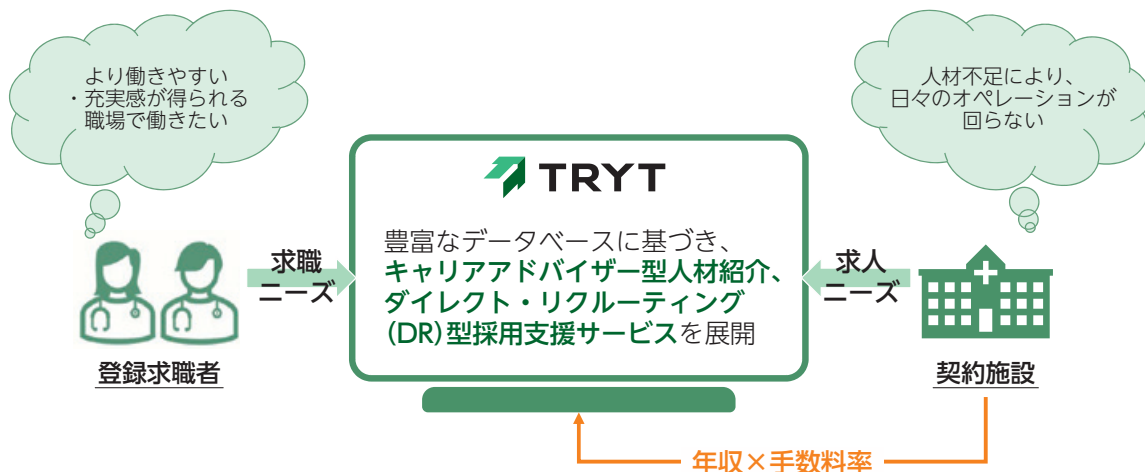 より働きやすい
・充実感が得られる
職場で働きたい
人材不足により、
日々のオペレーションが
回らない
TRYT
豊富なデータベースに基づき、
キャリアアドバイザー型人材紹介、
ダイレクト・リクルーティング
(DR)型採用支援サービスを展開
求職
ニーズ
求人
ニーズ
登録求職者
契約施設
年収×手数料率